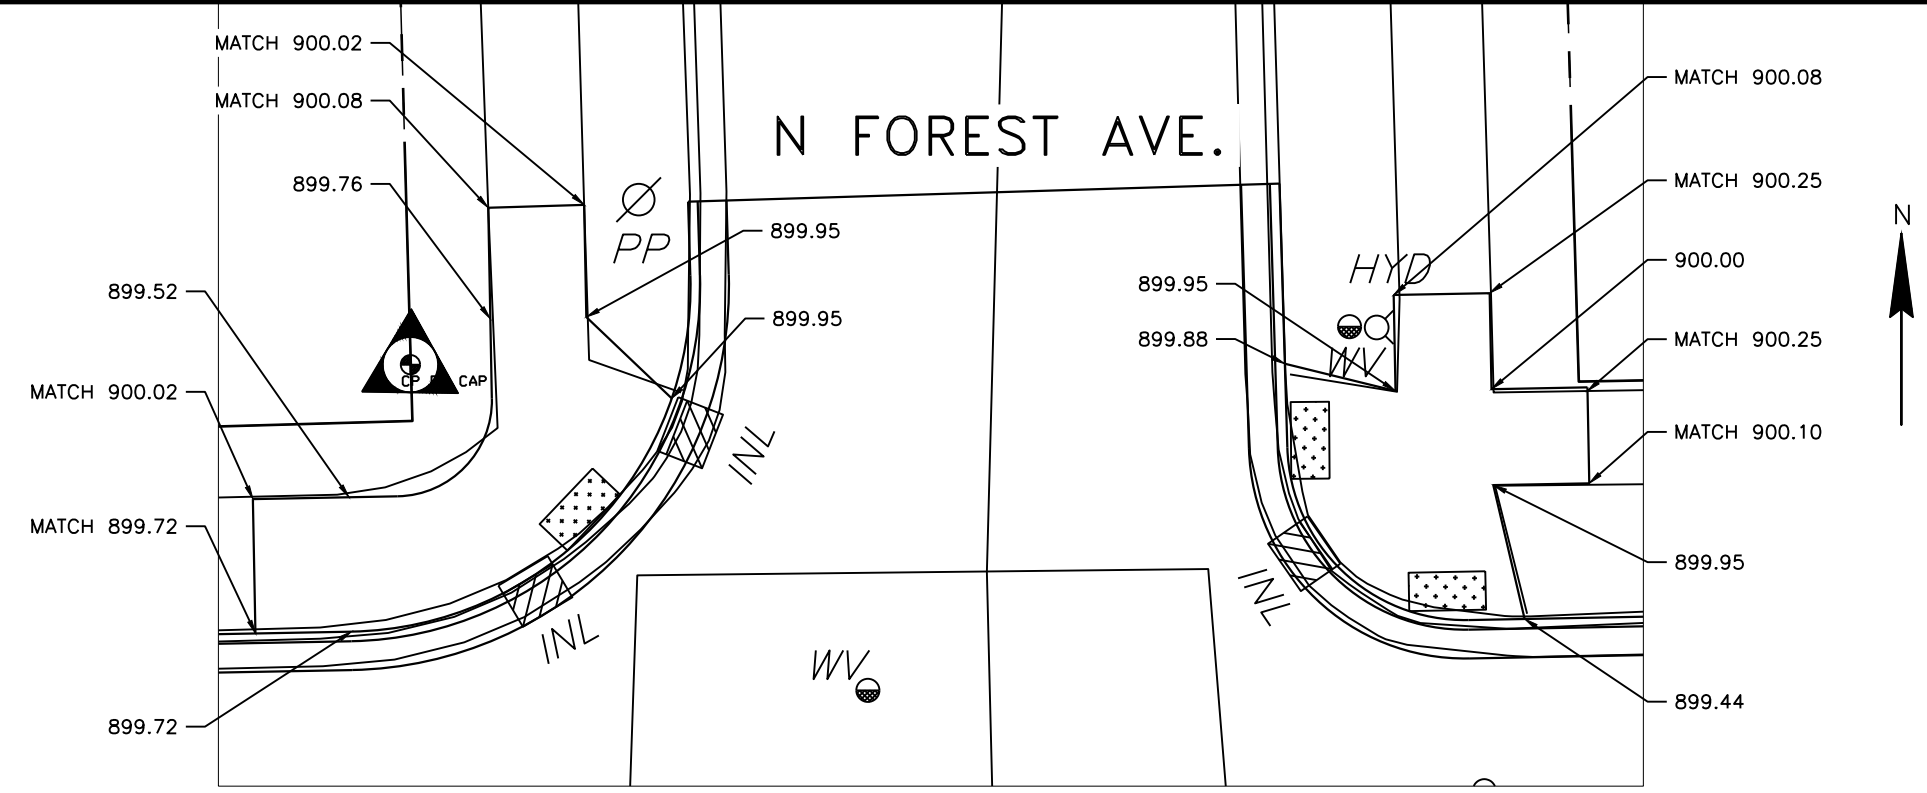 MATCH 900.02
MATCH 900.08
899.76
899.52
MATCH 900.02
MATCH 899.72
899.72
N FOREST AVE.
PP
899.95
899.95
CP
CAP
INL
INL
WV
899.95
899.88
HYD
WV
INL
MATCH 900.08
MATCH 900.25
900.00
MATCH 900.25
MATCH 900.10
899.95
899.44
N